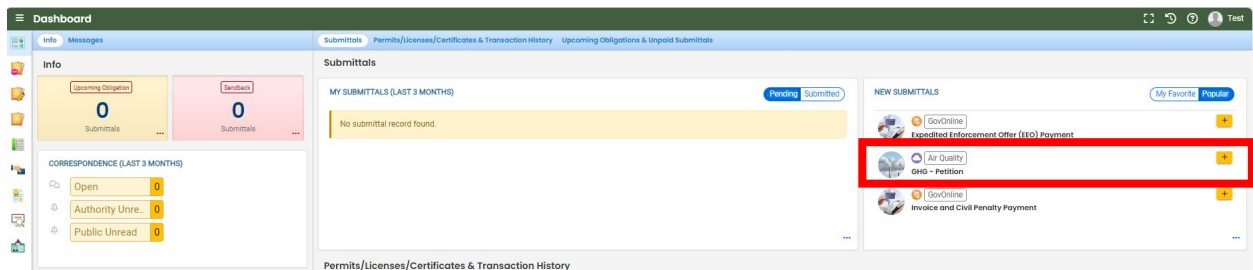 Dashboard
Test
Info Messages
Submittals Permits/Licenses/Certificates & Transaction History Upcoming Obligations & Unpaid Submittals
Info
Upcoming Obligation
0
Submittals
...
Sendback
0
Submittals
...
CORRESPONDENCE (LAST 3 MONTHS)
Open 0
Authority Unre... 0
Public Unread 0
Submittals
MY SUBMITTALS (LAST 3 MONTHS)
Pending Submitted
No submittal record found.
...
NEW SUBMITTALS
My Favorite Popular
GovOnline
+
Expedited Enforcement Offer (EEO) Payment
Air Quality
+
GHG - Petition
GovOnline
+
Invoice and Civil Penalty Payment
...
Permits/Licenses/Certificates & Transaction History